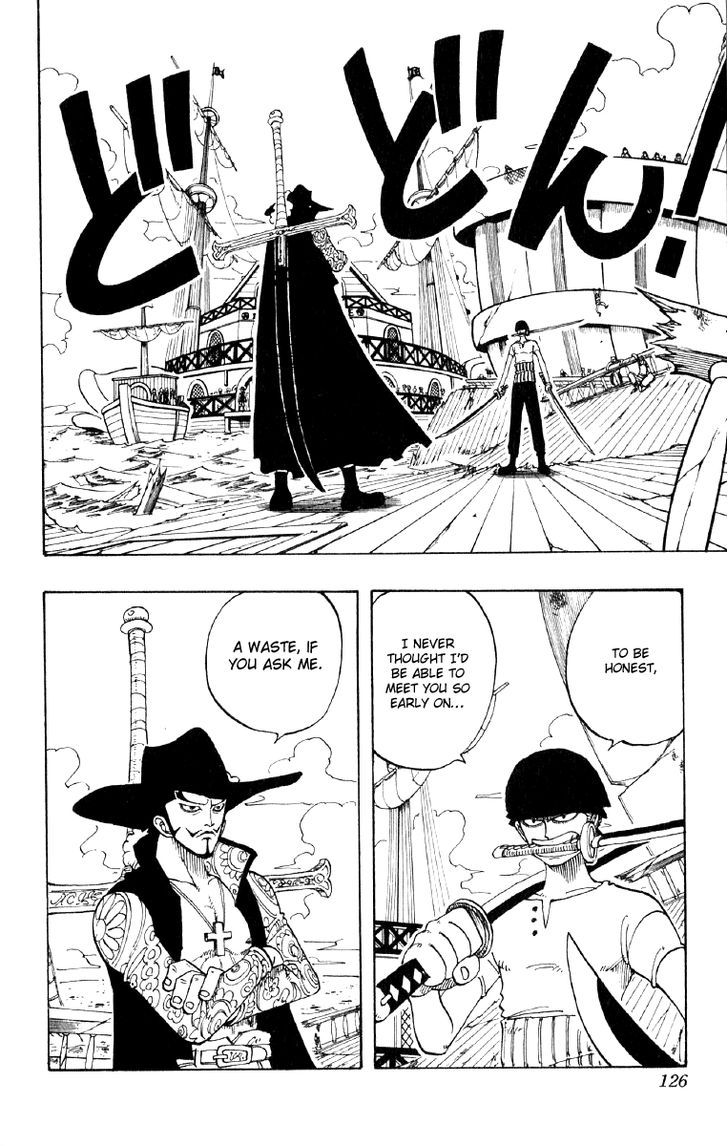 どどん!
TO BE
HONEST,
I NEVER
THOUGHT I'D
BE ABLE TO
MEET YOU SO
EARLY ON...
A WASTE, IF
YOU ASK ME.
126